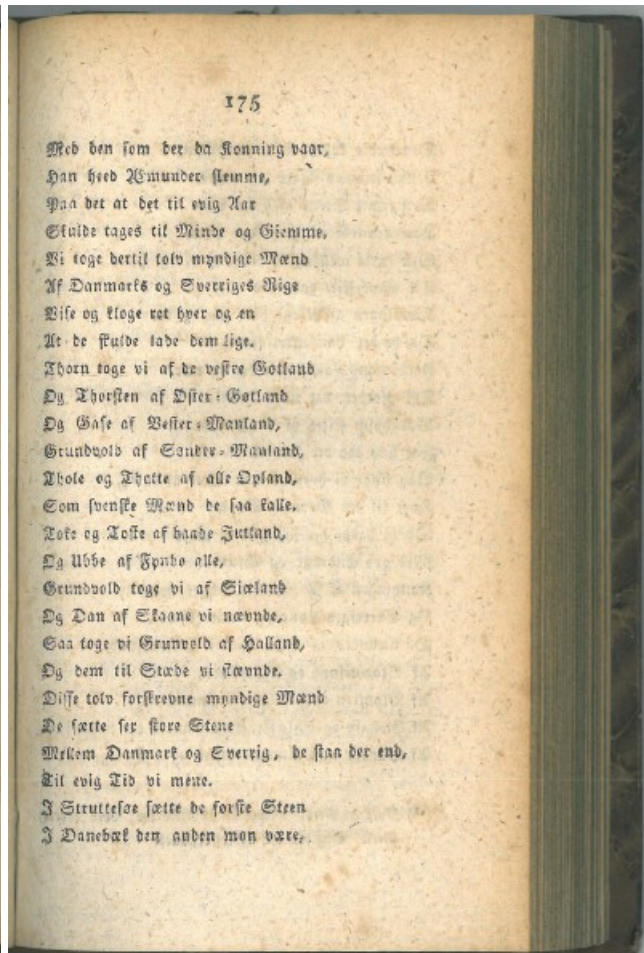 175
Med den som der da Konning vaar,
Han heed Æmunder slemme,
Paa det at det til evig Aar
Skulde tages til Minde og Giemme,
Vi toge dertil tolv myndige Mænd
Af Danmarks og Sverriges Rige
Vise og kloge ret hver og en
At de skulde lade dem lige.
Thorn toge vi af de vestre Gotland
Og Thorsten af Øster-Gøtland
Og Gase af Vester-Manland,
Grundvold af Sønder-Manland,
Thole og Thotte af alle Opland,
Som svenske Mænd de saa kalle.
Toke og Toste af baade Jutland,
Og Ubbe af Fynbo alle,
Grundvold toge vi af Siæland
Og Dan af Skaane vi nævnde,
Saa toge vi Grunvold af Halland,
Og dem til Stæde vi stævnde.
Disse tolv forskrevne myndige Mænd
De sætte sex store Stene
Mellem Danmark og Sverrig, de staa der end,
Til evig Tid vi mene.
I Struttesøe sætte de første Steen
I Danebæk den anden mon være,